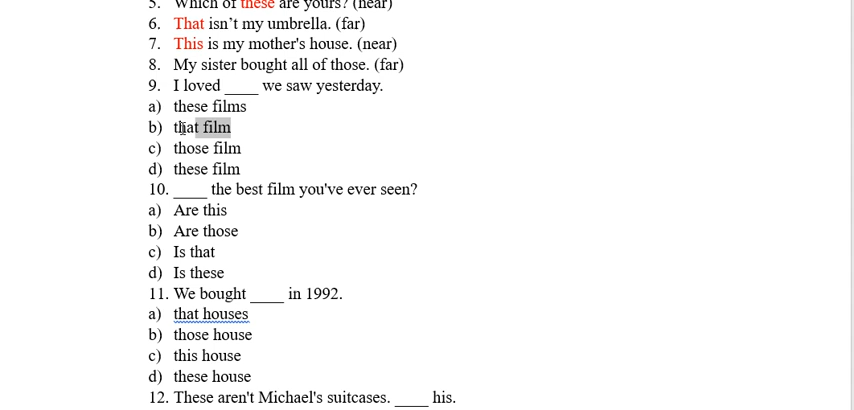 5. Which of these are yours? (near)
6. That isn’t my umbrella. (far)
7. This is my mother's house. (near)
8. My sister bought all of those. (far)
9. I loved ____ we saw yesterday.
a) these films
b) that film
c) those film
d) these film
10. ____ the best film you've ever seen?
a) Are this
b) Are those
c) Is that
d) Is these
11. We bought ____ in 1992.
a) that houses
b) those house
c) this house
d) these house
12. These aren't Michael's suitcases. ____ his.